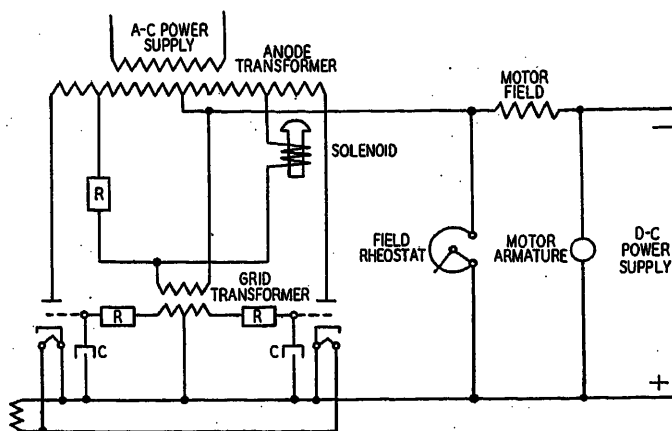 A-C POWER
SUPPLY
ANODE
TRANSFORMER
MOTOR
FIELD
SOLENOID
R
FIELD
RHEOSTAT
MOTOR
ARMATURE
D-C
POWER
SUPPLY
−
GRID
TRANSFORMER
R
R
C
C
+